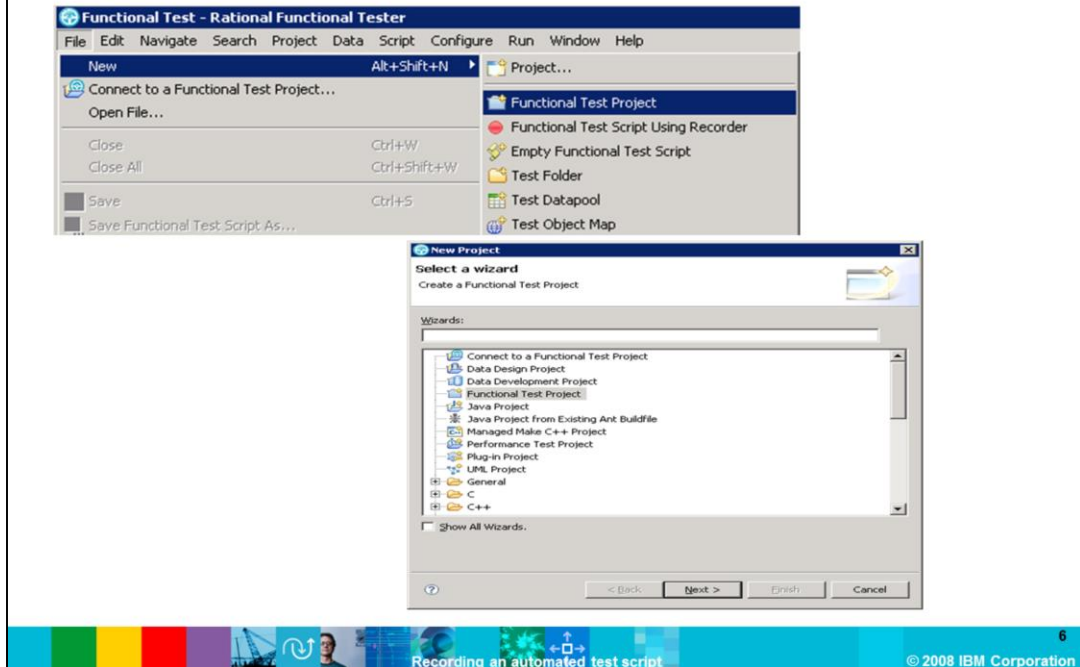 Functional Test - Rational Functional Tester
File Edit Navigate Search Project Data Script Configure Run Window Help
New Alt+Shift+N
Connect to a Functional Test Project...
Open File...
Close Ctrl+W
Close All Ctrl+Shift+W
Save Ctrl+S
Save Functional Test Script As...
Project...
Functional Test Project
Functional Test Script Using Recorder
Empty Functional Test Script
Test Folder
Test Datapool
Test Object Map
New Project
Select a wizard
Create a Functional Test Project
Wizards:
Connect to a Functional Test Project
Data Design Project
Data Development Project
Functional Test Project
Java Project
Java Project from Existing Ant Buildfile
Managed Make C++ Project
Performance Test Project
Plug-in Project
UML Project
General
C
C++
Show All Wizards.
< Back Next > Finish Cancel
6
Recording an automated test script © 2008 IBM Corporation